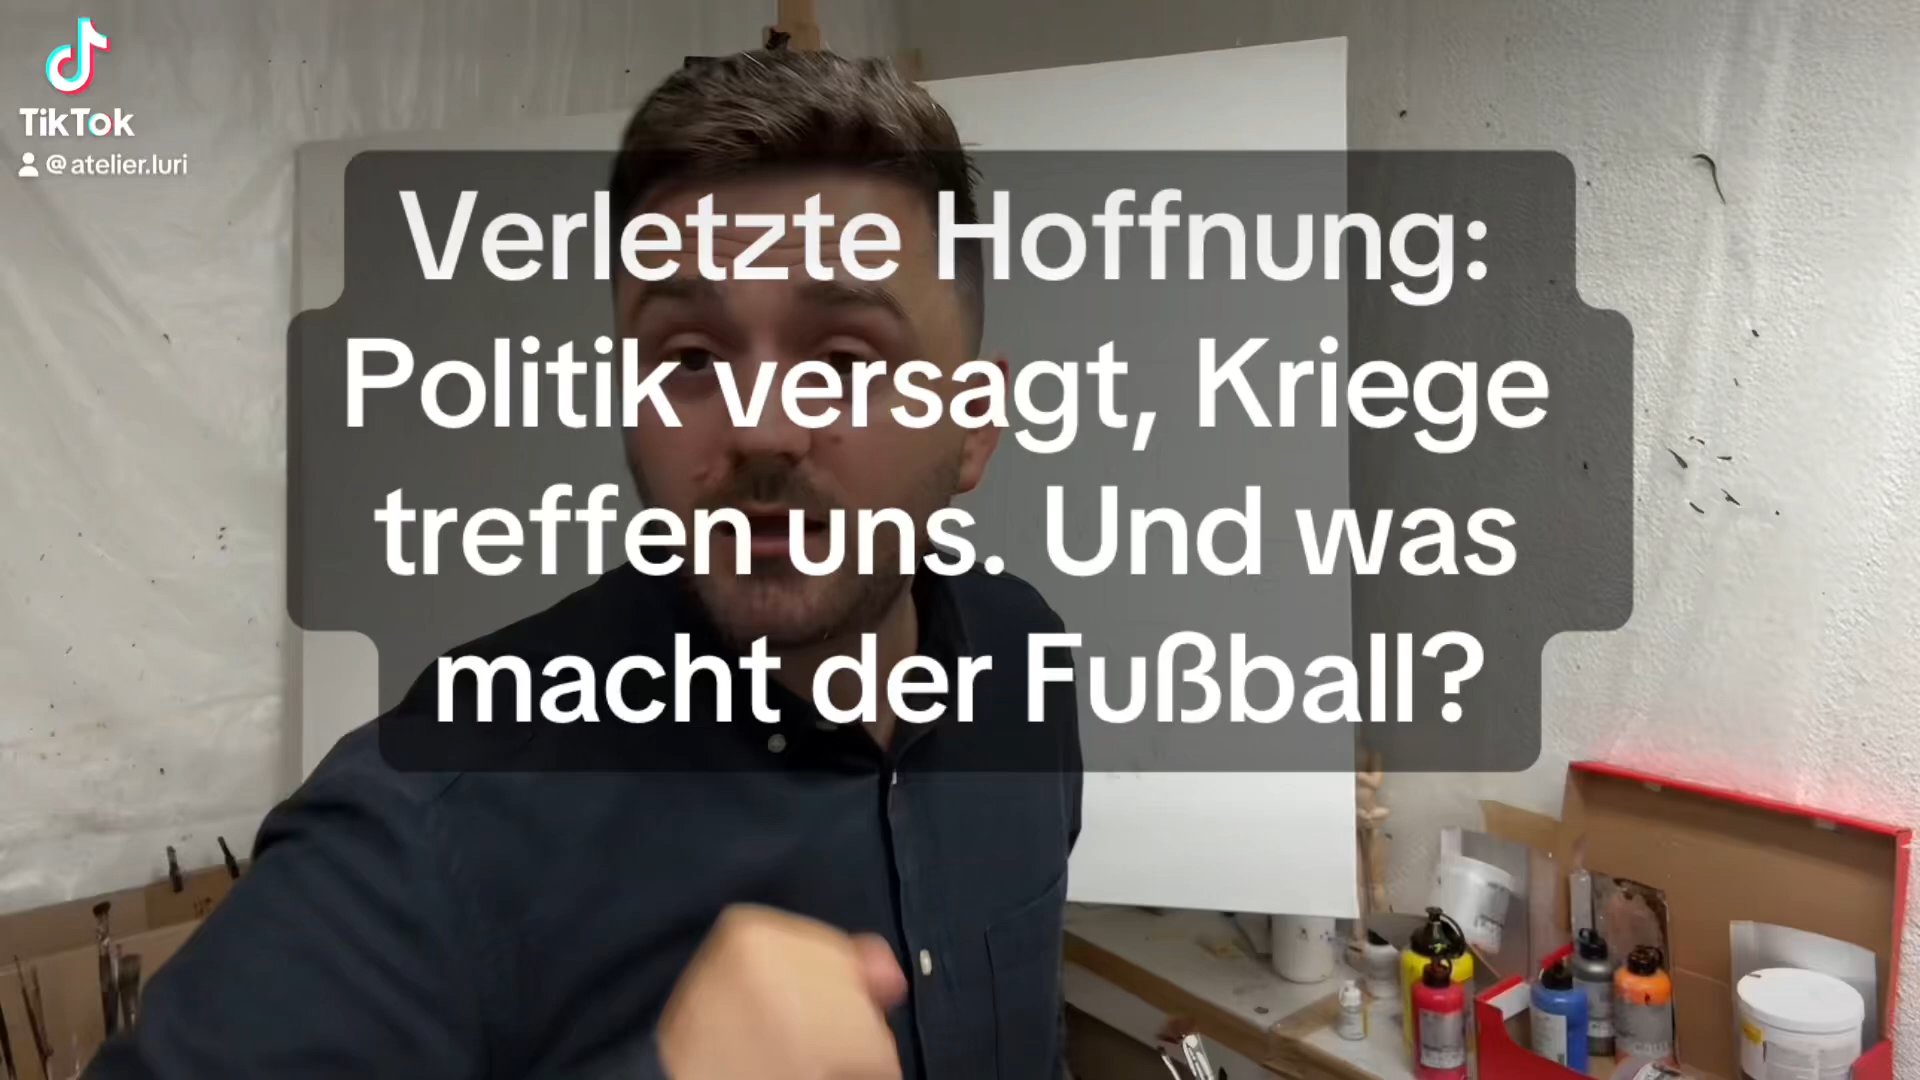 TikTok
@atelier.luri
Verletzte Hoffnung:
Politik versagt, Kriege
treffen uns. Und was
macht der Fußball?